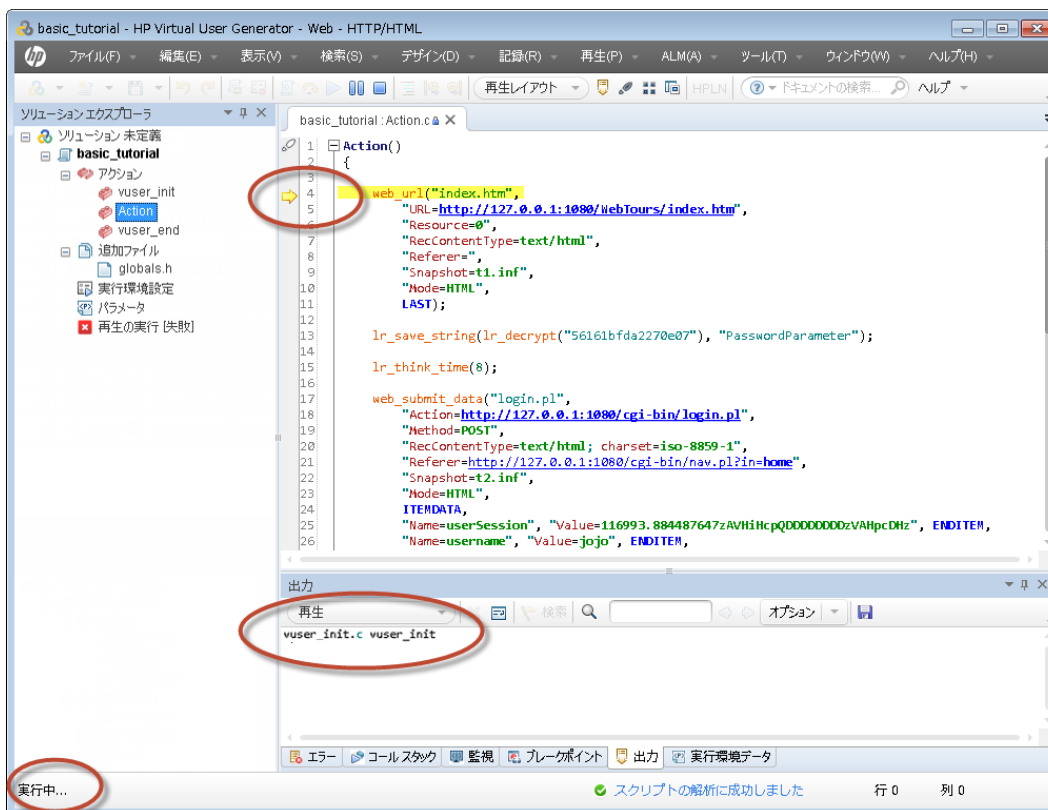 basic_tutorial - HP Virtual User Generator - Web - HTTP/HTML
hp ファイル(F) 編集(E) 表示(V) 検索(S) デザイン(D) 記録(R) 再生(P) ALM(A) ツール(T) ウィンドウ(W) ヘルプ(H)
再生レイアウト HPLN ドキュメントの検索... ヘルプ
ソリューション エクスプローラ
ソリューション 未定義
basic_tutorial
アクション
vuser_init
Action
vuser_end
追加ファイル
globals.h
実行環境設定
パラメータ
再生の実行 [失敗]
basic_tutorial : Action.c
1 Action()
2 {
3
4 web_url("index.htm",
5 "URL=http://127.0.0.1:1080/WebTours/index.htm",
6 "Resource=0",
7 "RecContentType=text/html",
8 "Referer=",
9 "Snapshot=t1.inf",
10 "Mode=HTML",
11 LAST);
12
13 lr_save_string(lr_decrypt("56161bfda2270e07"), "PasswordParameter");
14
15 lr_think_time(8);
16
17 web_submit_data("login.pl",
18 "Action=http://127.0.0.1:1080/cgi-bin/login.pl",
19 "Method=POST",
20 "RecContentType=text/html; charset=iso-8859-1",
21 "Referer=http://127.0.0.1:1080/cgi-bin/nav.pl?in=home",
22 "Snapshot=t2.inf",
23 "Mode=HTML",
24 ITEMDATA,
25 "Name=userSession", "Value=116993.884487647zAVHiHcpQDDDDDDDDzVAHpcDHz", ENDITEM,
26 "Name=username", "Value=jojo", ENDITEM,
出力
再生 検索 オプション
vuser_init.c vuser_init
エラー コール スタック 監視 ブレークポイント 出力 実行環境データ
実行中... スクリプトの解析に成功しました 行 0 列 0